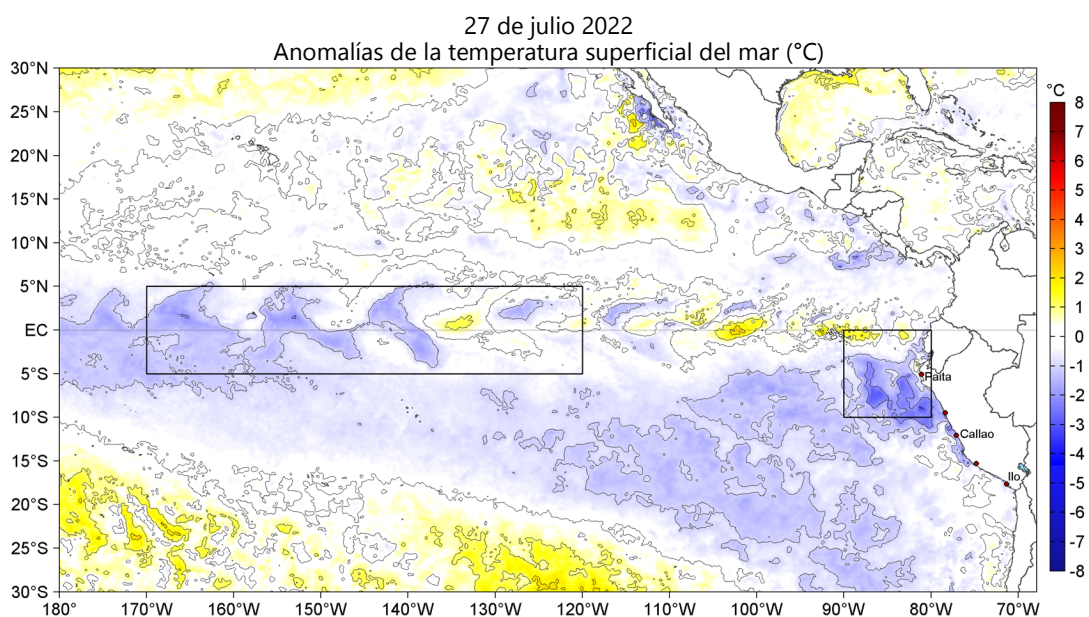 27 de julio 2022
Anomalías de la temperatura superficial del mar (°C)
30°N
25°N
20°N
15°N
10°N
5°N
EC
5°S
10°S
15°S
20°S
25°S
30°S
180
170°W
160°W
150°W
140°W
130°W
120°W
110°W
100°W
90°W
80°W
70°W
Paita
Callao
Ilo
°C
8
7
6
5
4
3
2
1
0
-1
-2
-3
-4
-5
-6
-7
-8